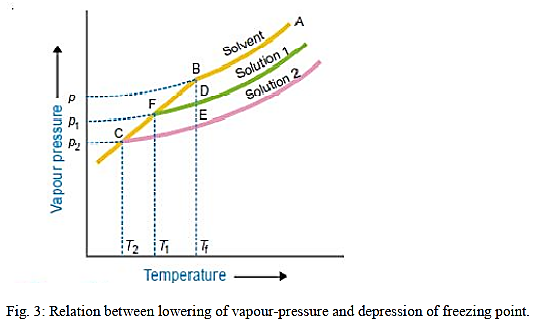 A
Solvent
B
Solution 1
D
Solution 2
p
F
E
p₁
C
p₂
Vapour pressure
T₂ T₁ Tf
Temperature
Fig. 3: Relation between lowering of vapour-pressure and depression of freezing point.